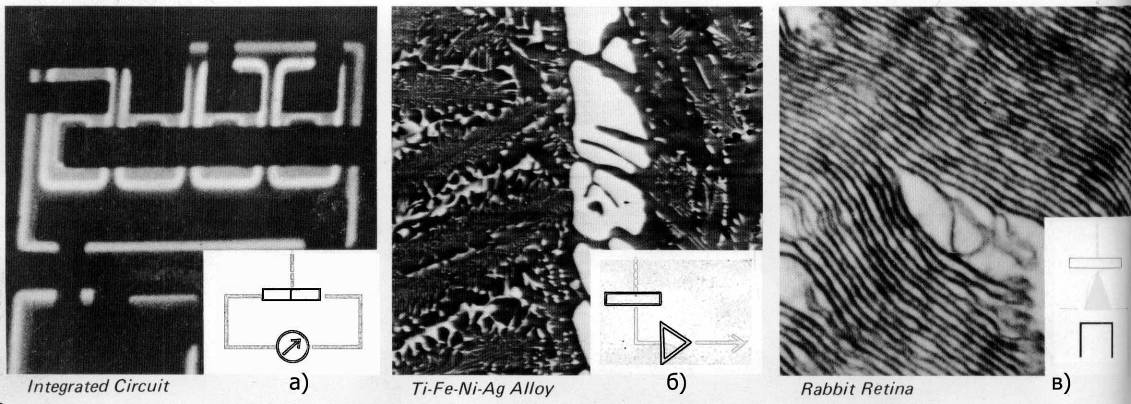 Integrated Circuit
а)
Ti-Fe-Ni-Ag Alloy
б)
Rabbit Retina
в)